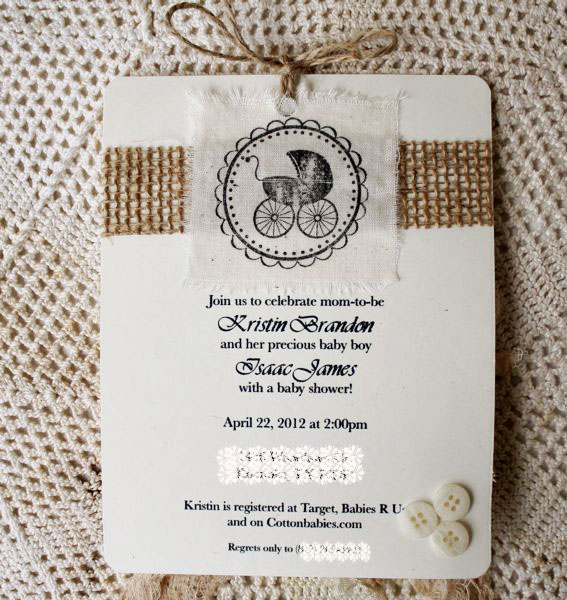 Join us to celebrate mom-to-be
Kristin Brandon
and her precious baby boy
Isaac James
with a baby shower!
April 22, 2012 at 2:00pm
Kristin is registered at Target, Babies R U
and on Cottonbabies.com
Regrets only to (